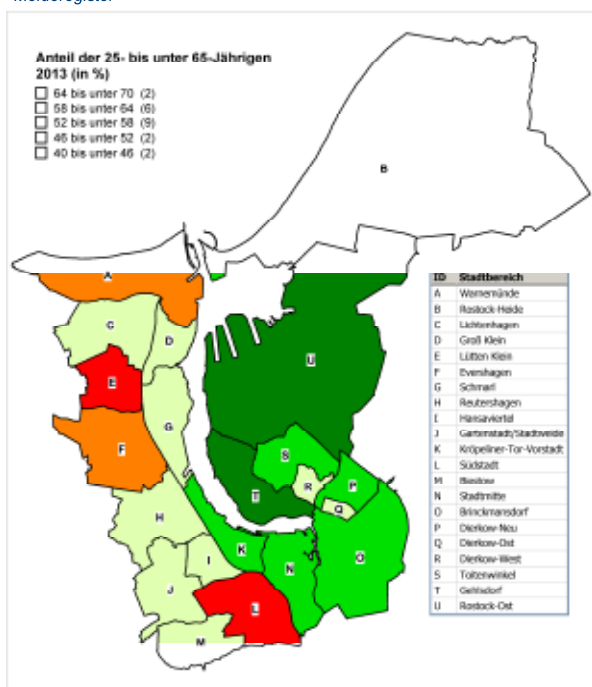 Melderegister
Anteil der 25- bis unter 65-Jährigen
2013 (in %)
64 bis unter 70 (2)
58 bis unter 64 (6)
52 bis unter 58 (9)
46 bis unter 52 (2)
40 bis unter 46 (2)
B
A
C
D
E
F
G
H
I
J
K
L
M
N
O
P
Q
R
S
T
U
ID Stadtbereich
A Warnemünde
B Rostock-Heide
C Lichtenhagen
D Groß Klein
E Lütten Klein
F Evershagen
G Schmarl
H Reutershagen
I Hansaviertel
J Gartenstadt/Stadtweide
K Kröpeliner-Tor-Vorstadt
L Südstadt
M Biestow
N Stadtmitte
O Brinckmansdorf
P Dierkow-Neu
Q Dierkow-Ost
R Dierkow-West
S Toitenwinkel
T Gehlsdorf
U Rostock-Ost